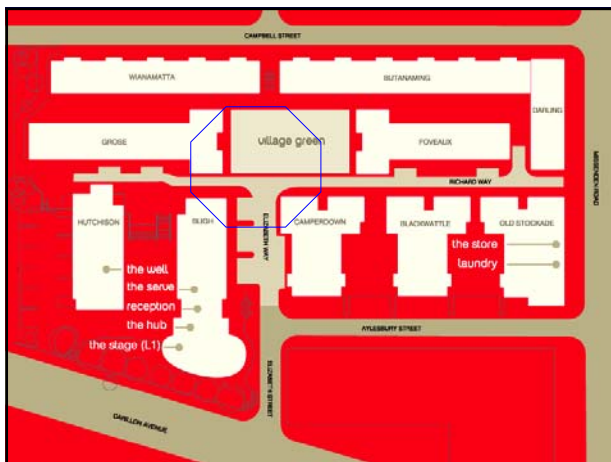 CAMPBELL STREET
WIANAMATTA
BUTANAMING
DARLING
GROSE
village green
FOVEAUX
MISSENDEN ROAD
RICHARD WAY
HUTCHISON
BLIGH
ELIZABETH WAY
CAMPERDOWN
BLACKWATTLE
OLD STOCKADE
the store
laundry
the well
the serve
reception
the hub
the stage (L1)
AYLESBURY STREET
ELIZABETH STREET
CARILLON AVENUE